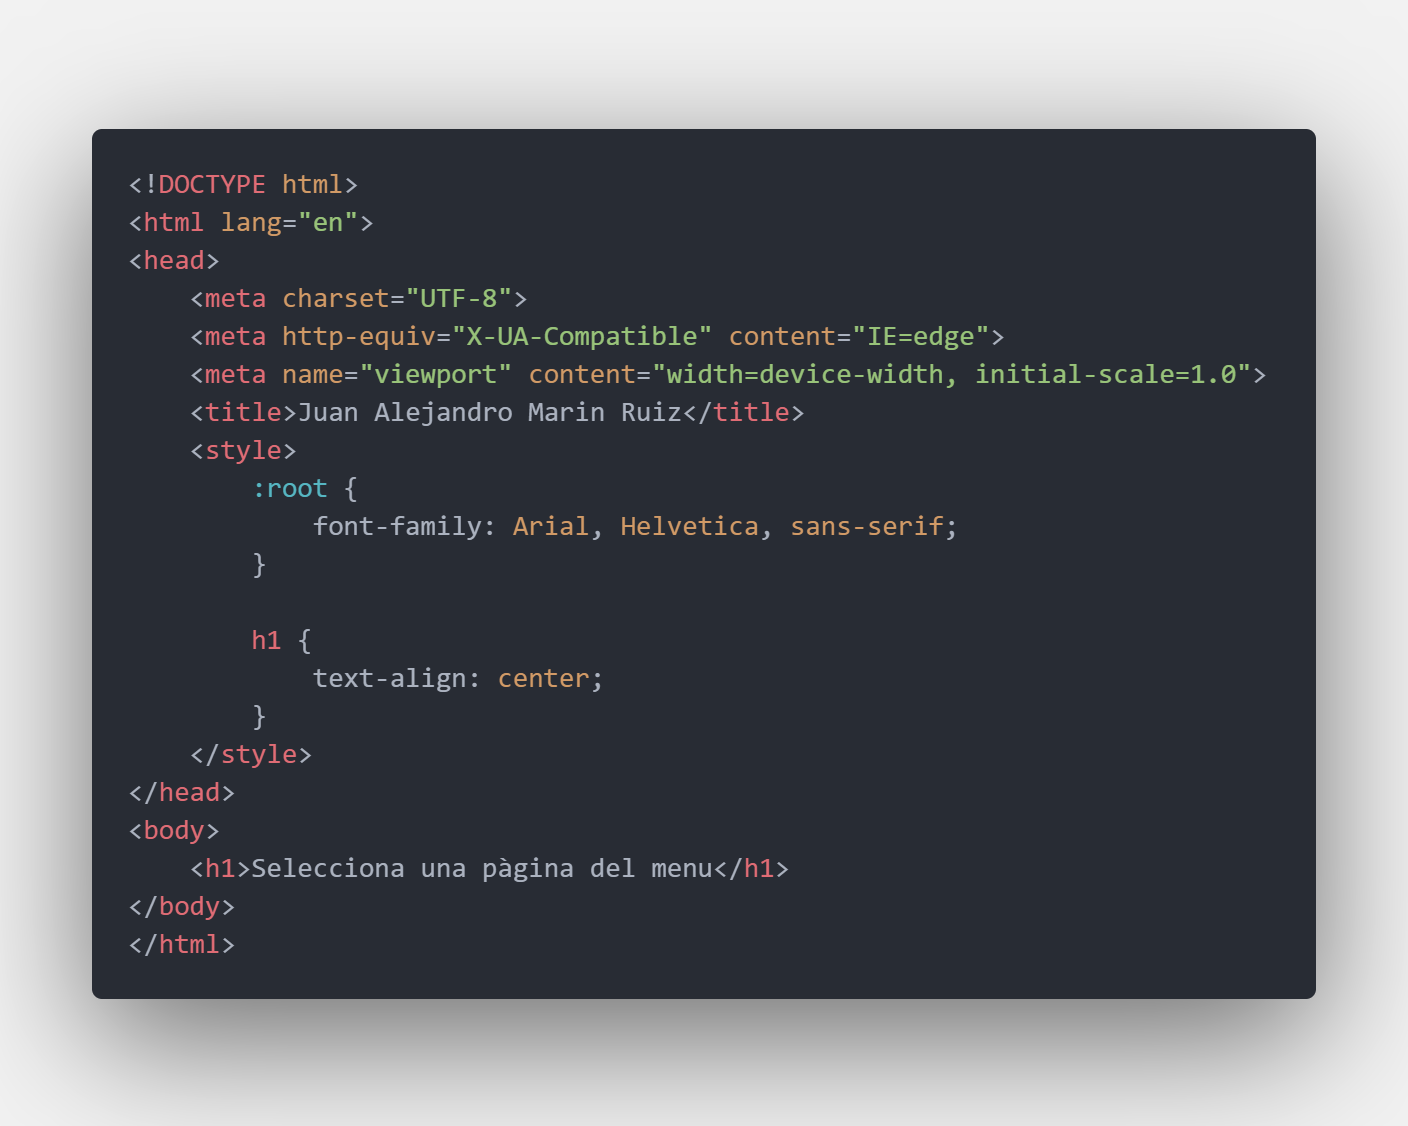 <!DOCTYPE html>
<html lang="en">
<head>
    <meta charset="UTF-8">
    <meta http-equiv="X-UA-Compatible" content="IE=edge">
    <meta name="viewport" content="width=device-width, initial-scale=1.0">
    <title>Juan Alejandro Marin Ruiz</title>
    <style>
        :root {
            font-family: Arial, Helvetica, sans-serif;
        }

        h1 {
            text-align: center;
        }
    </style>
</head>
<body>
    <h1>Selecciona una pàgina del menu</h1>
</body>
</html>